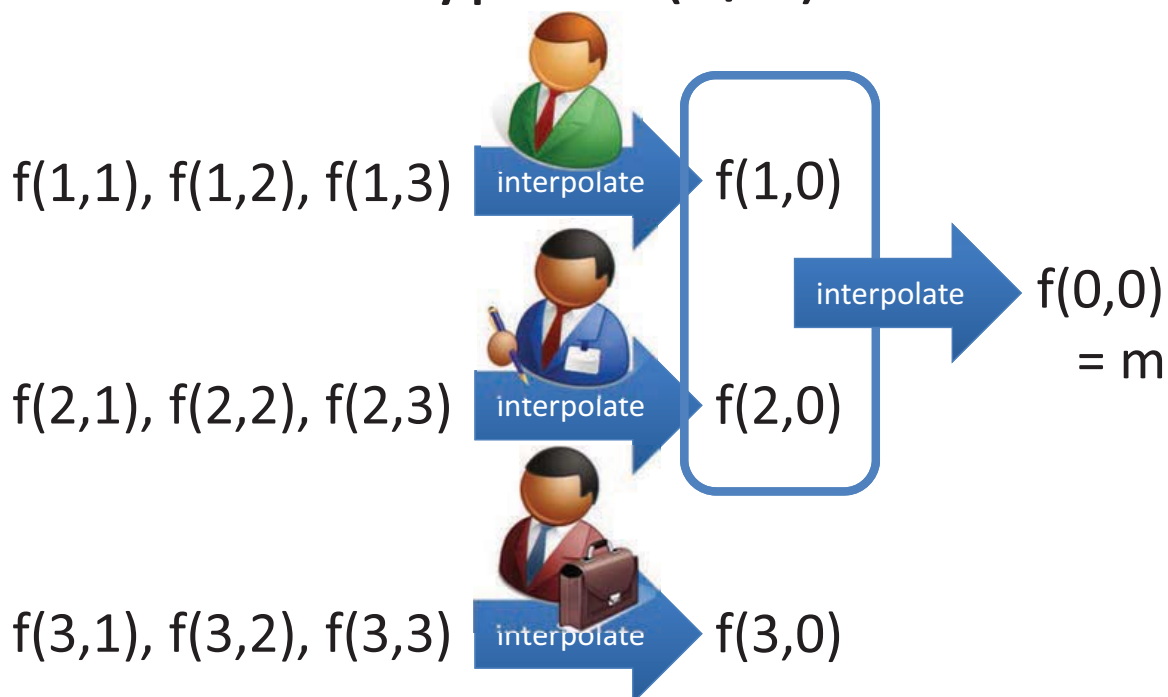 f(1,1), f(1,2), f(1,3) interpolate f(1,0)
interpolate f(0,0)
= m
f(2,1), f(2,2), f(2,3) interpolate f(2,0)
f(3,1), f(3,2), f(3,3) interpolate f(3,0)